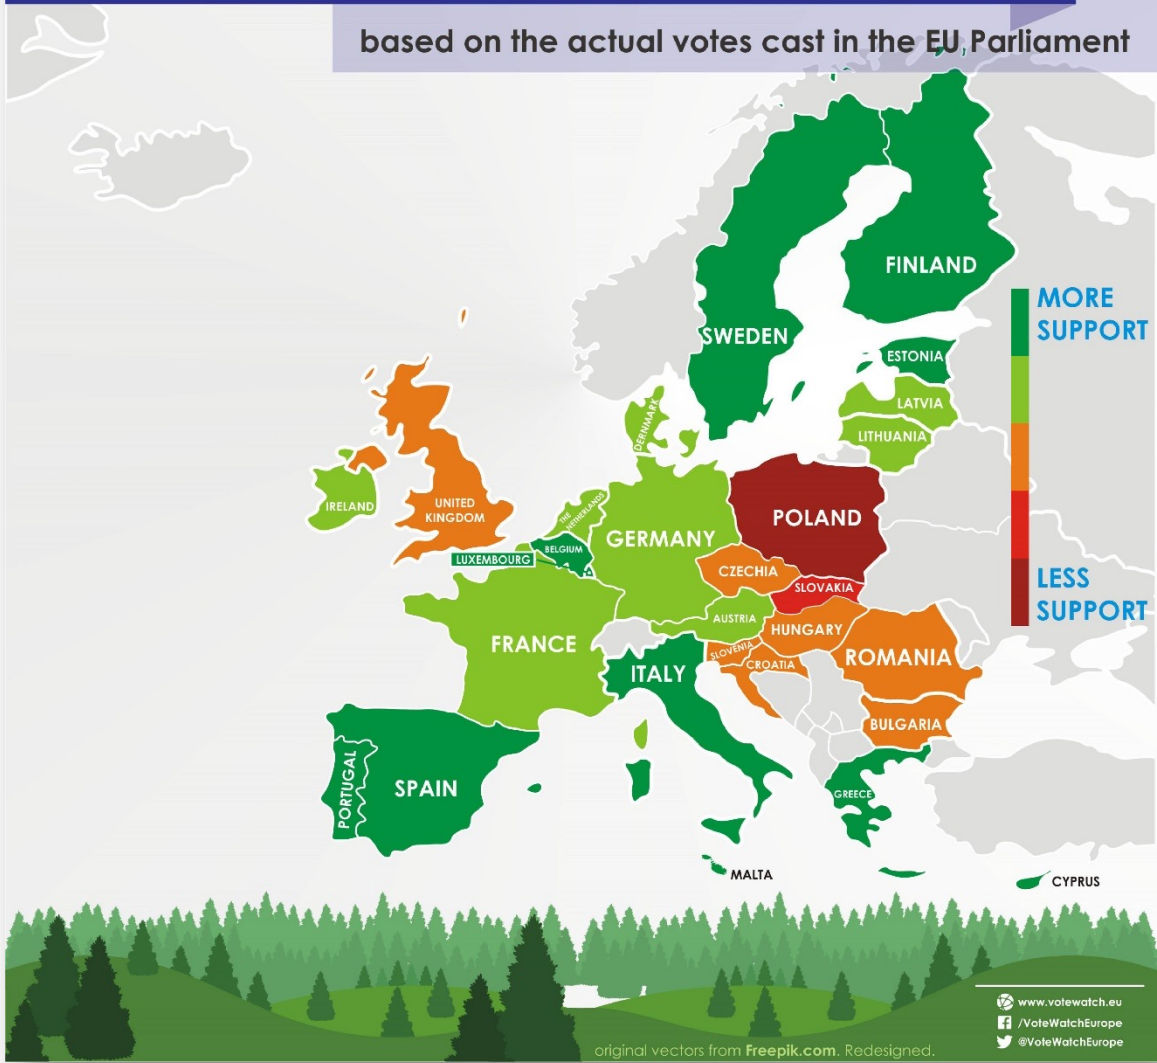 based on the actual votes cast in the EU Parliament
FINLAND
MORE
SUPPORT
SWEDEN
ESTONIA
LATVIA
DERNMARK
LITHUANIA
IRELAND
UNITED
KINGDOM
THE
NETHERLANDS
POLAND
GERMANY
BELGIUM
LUXEMBOURG
CZECHIA
LESS
SUPPORT
SLOVAKIA
AUSTRIA
HUNGARY
FRANCE
SLOVENIA
ROMANIA
CROATIA
ITALY
BULGARIA
PORTUGAL
SPAIN
GREECE
MALTA
CYPRUS
www.votewatch.eu
/VoteWatchEurope
@VoteWatchEurope
original vectors from Freepik.com. Redesigned.